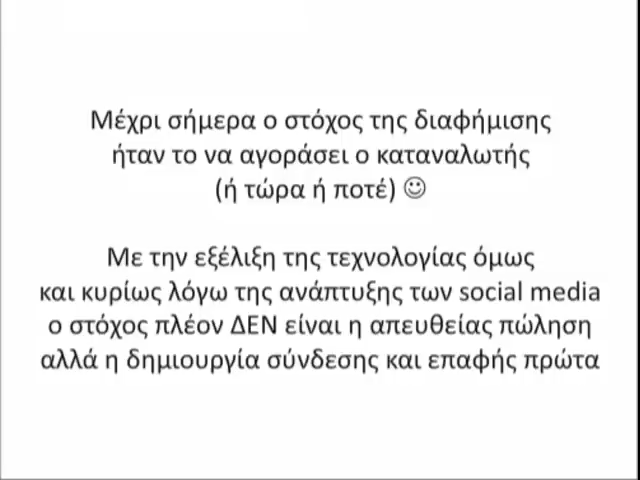 Μέχρι σήμερα ο στόχος της διαφήμισης
ήταν το να αγοράσει ο καταναλωτής
(ή τώρα ή ποτέ) ☺
Με την εξέλιξη της τεχνολογίας όμως
και κυρίως λόγω της ανάπτυξης των social media
ο στόχος πλέον ΔΕΝ είναι η απευθείας πώληση
αλλά η δημιουργία σύνδεσης και επαφής πρώτα